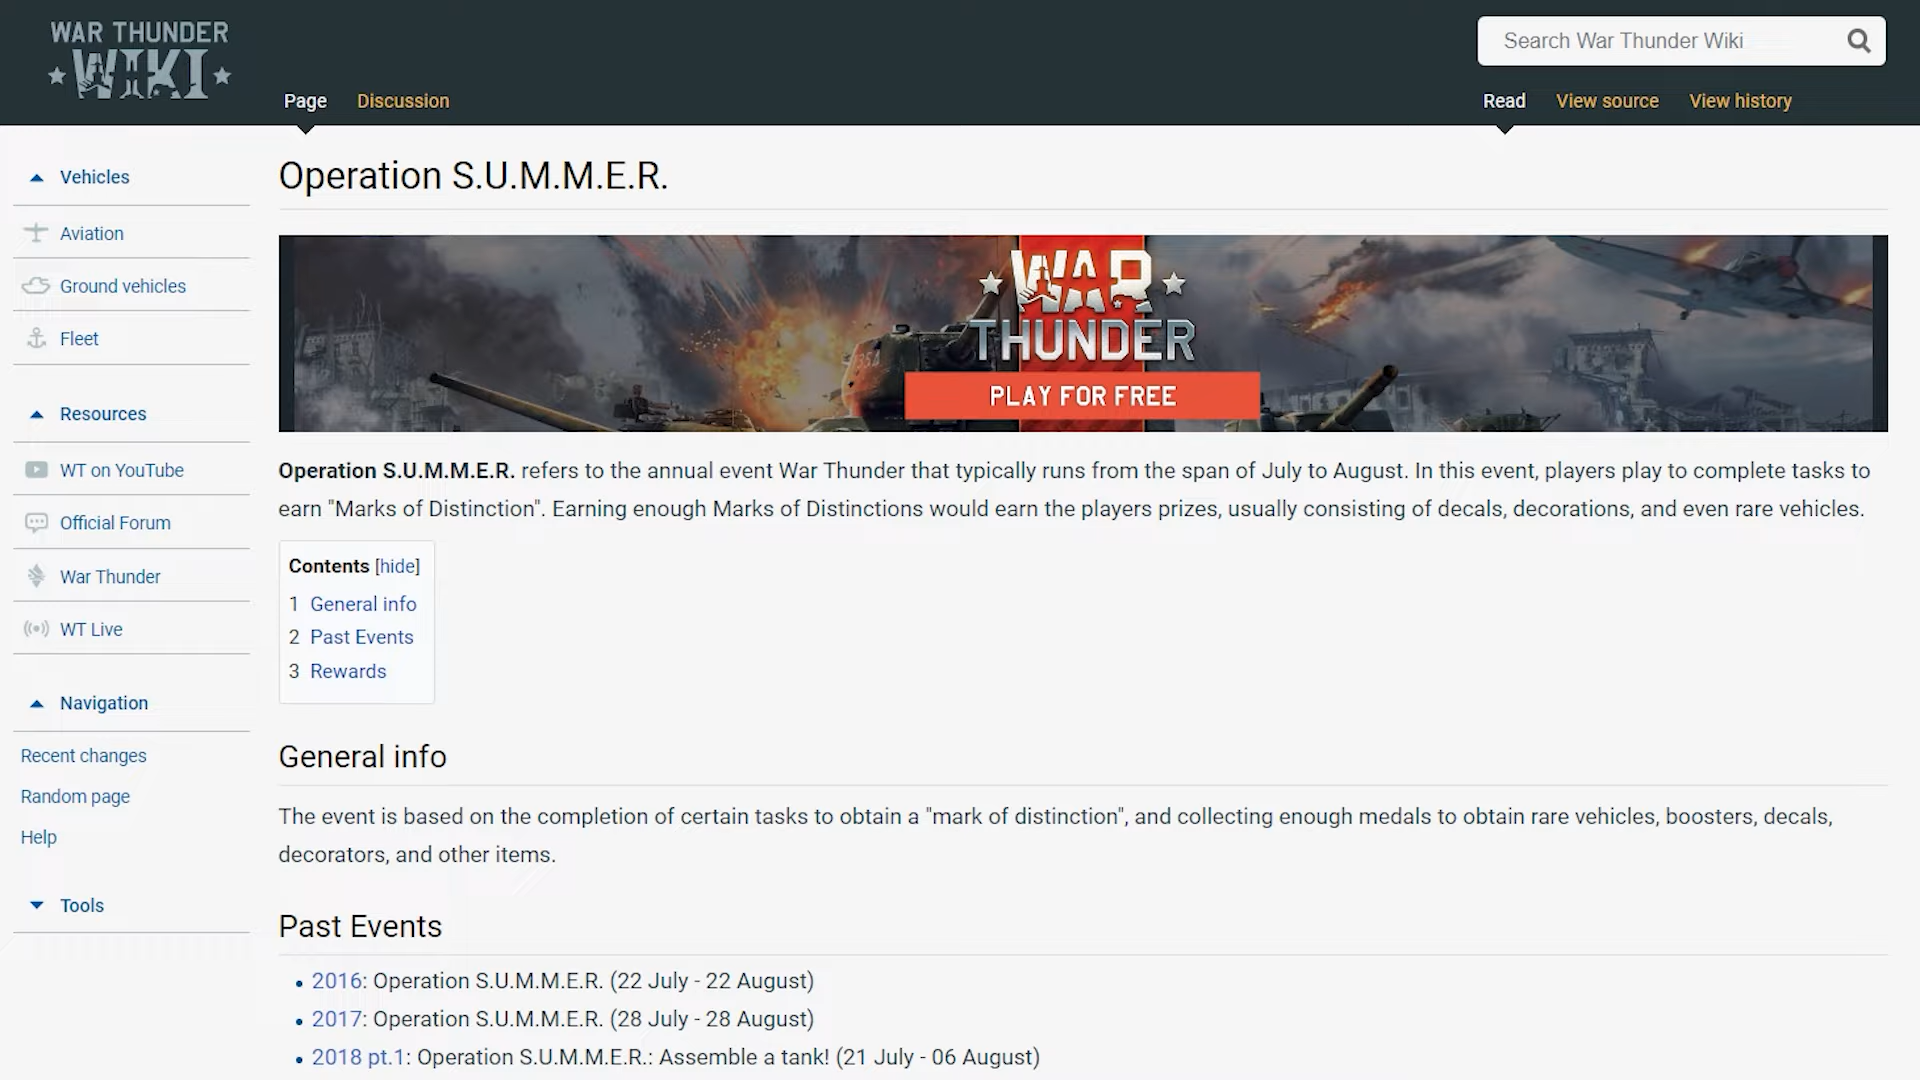 WAR THUNDER
WIKI
Search War Thunder Wiki
Page
Discussion
Read
View source
View history
Vehicles
Aviation
Ground vehicles
Fleet
Resources
WT on YouTube
Official Forum
War Thunder
WT Live
Navigation
Recent changes
Random page
Help
Tools
Operation S.U.M.M.E.R.
WAR
THUNDER
PLAY FOR FREE
Operation S.U.M.M.E.R. refers to the annual event War Thunder that typically runs from the span of July to August. In this event, players play to complete tasks to
earn "Marks of Distinction". Earning enough Marks of Distinctions would earn the players prizes, usually consisting of decals, decorations, and even rare vehicles.
Contents [hide]
1 General info
2 Past Events
3 Rewards
General info
The event is based on the completion of certain tasks to obtain a "mark of distinction", and collecting enough medals to obtain rare vehicles, boosters, decals,
decorators, and other items.
Past Events
• 2016: Operation S.U.M.M.E.R. (22 July - 22 August)
• 2017: Operation S.U.M.M.E.R. (28 July - 28 August)
• 2018 pt.1: Operation S.U.M.M.E.R.: Assemble a tank! (21 July - 06 August)